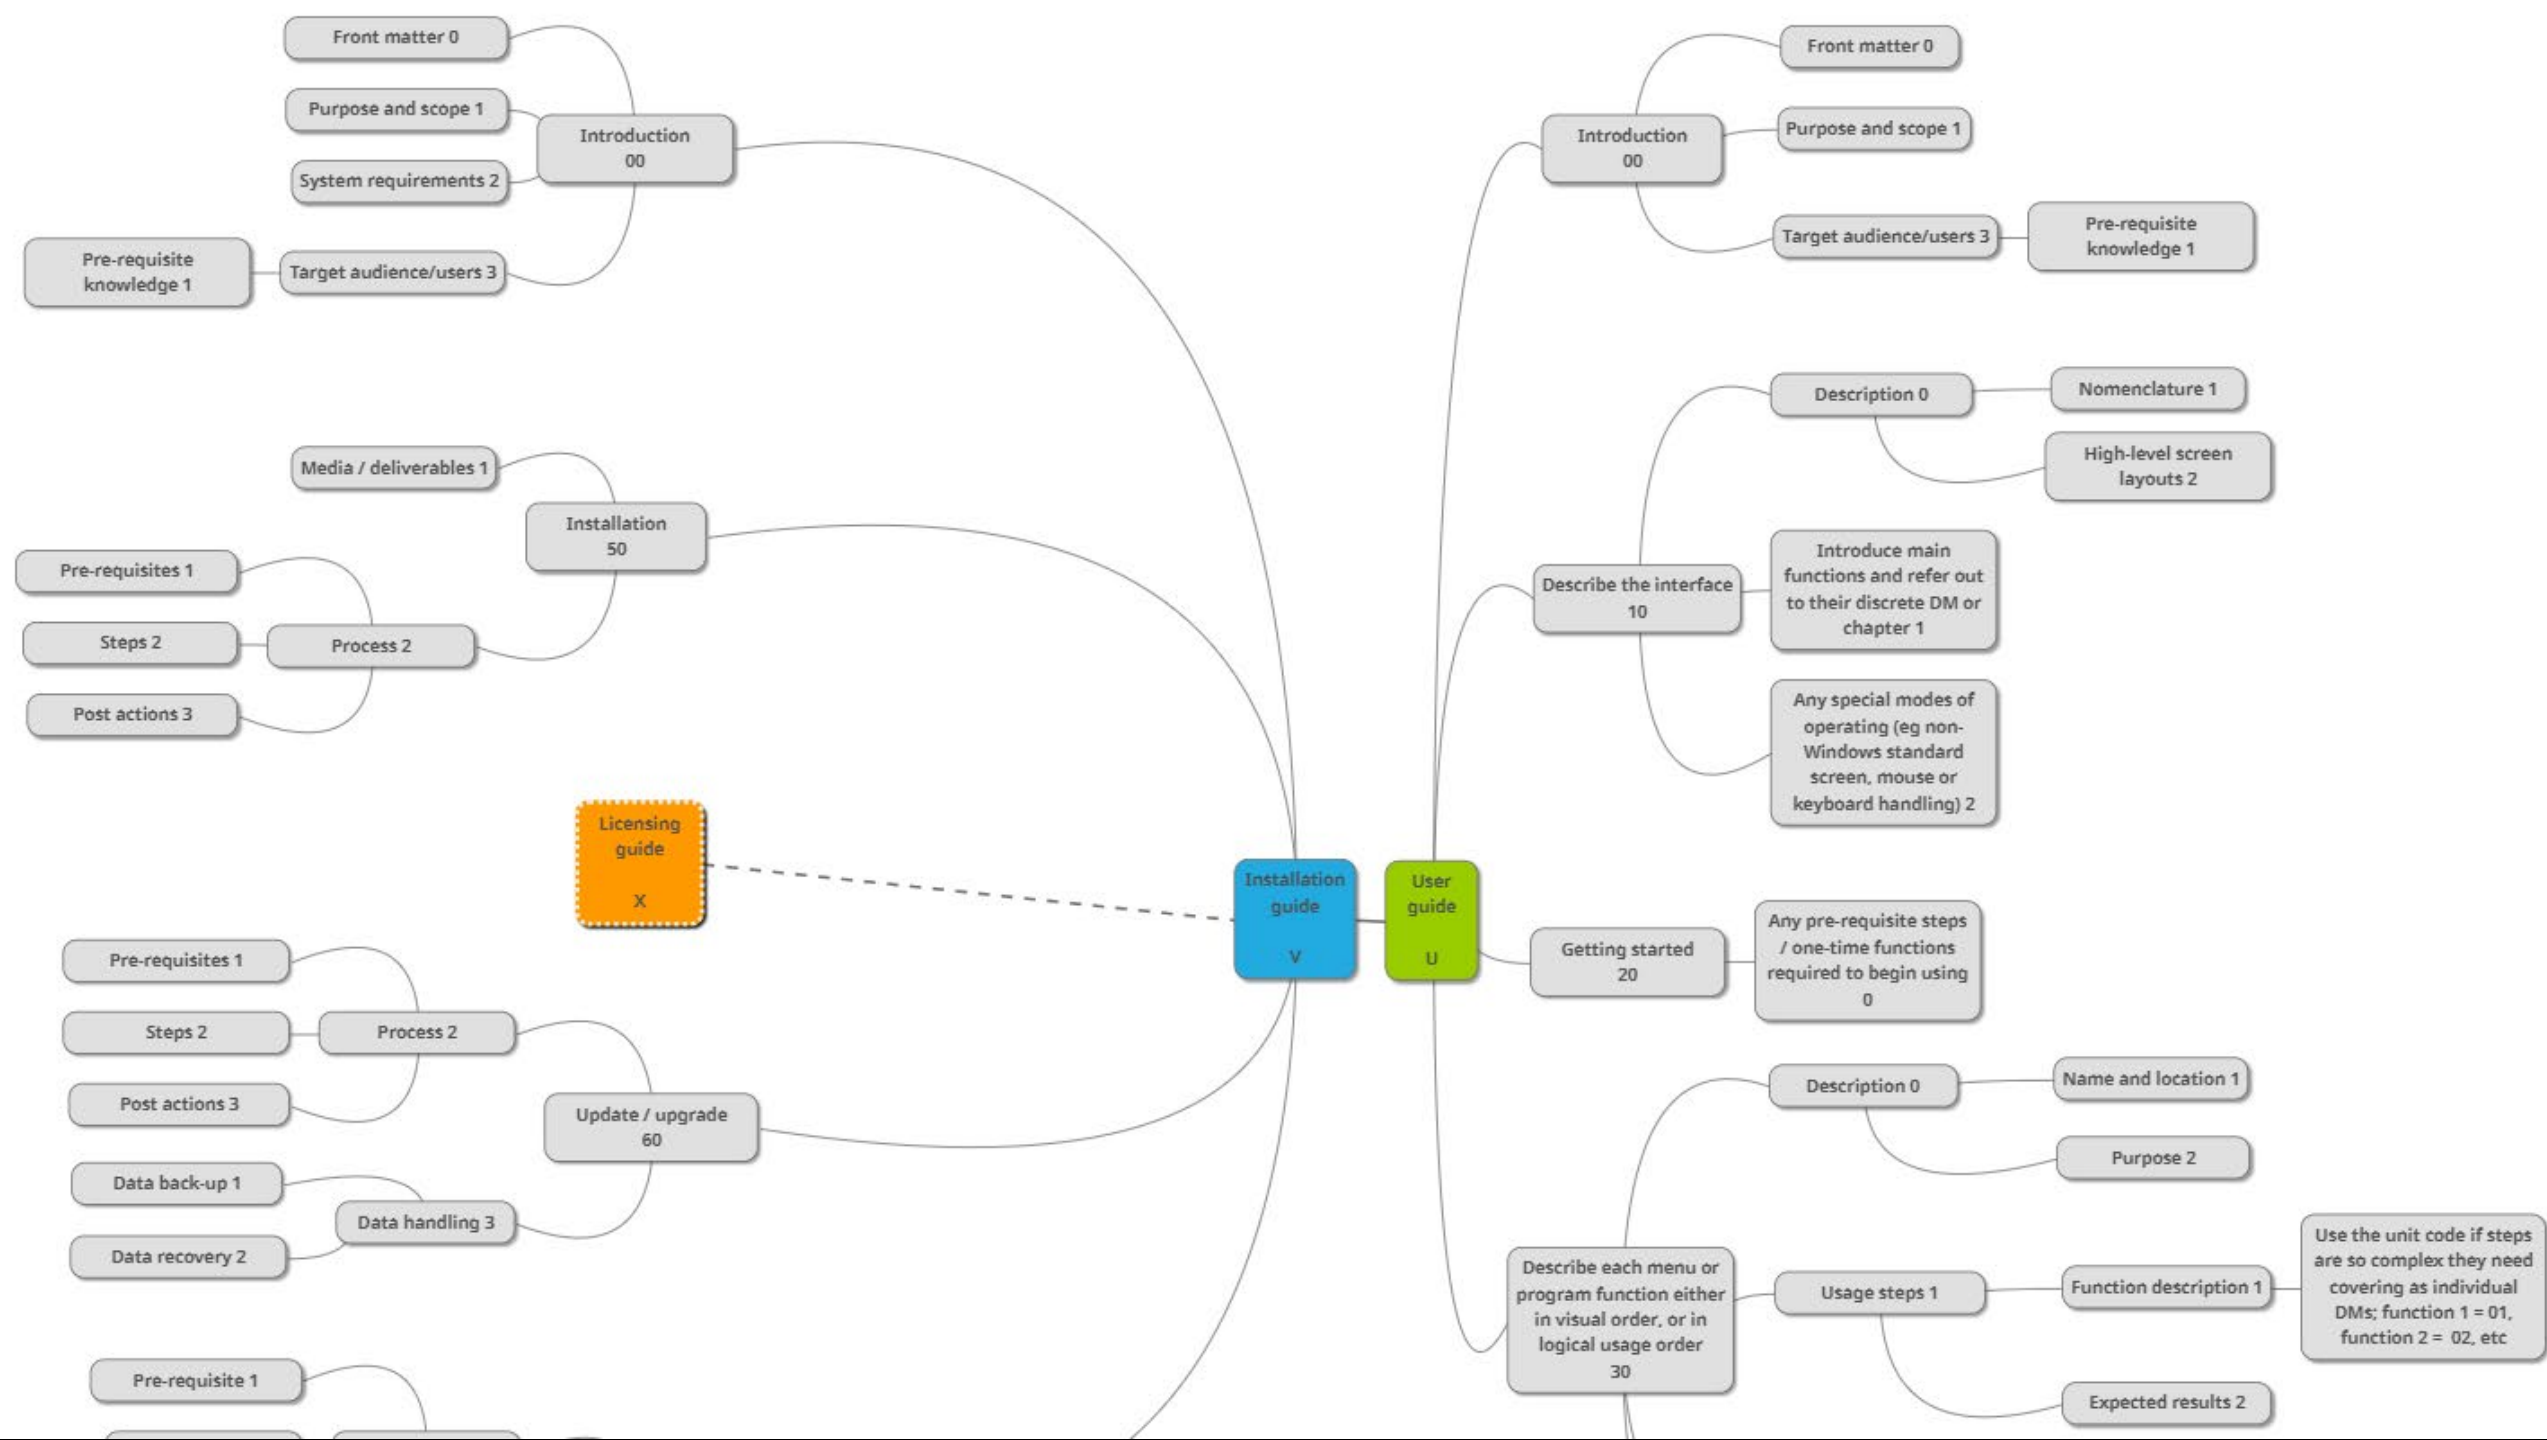 Front matter 0
Purpose and scope 1
System requirements 2
Target audience/users 3
Pre-requisite
knowledge 1
Introduction
00
Media / deliverables 1
Installation
50
Pre-requisites 1
Steps 2
Post actions 3
Process 2
Licensing
guide
X
Pre-requisites 1
Steps 2
Post actions 3
Process 2
Update / upgrade
60
Data back-up 1
Data handling 3
Data recovery 2
Pre-requisite 1
Installation
guide
V
User
guide
U
Introduction
00
Front matter 0
Purpose and scope 1
Target audience/users 3
Pre-requisite
knowledge 1
Describe the interface
10
Description 0
Nomenclature 1
High-level screen
layouts 2
Introduce main
functions and refer out
to their discrete DM or
chapter 1
Any special modes of
operating (eg non-
Windows standard
screen, mouse or
keyboard handling) 2
Getting started
20
Any pre-requisite steps
/ one-time functions
required to begin using
0
Describe each menu or
program function either
in visual order, or in
logical usage order
30
Description 0
Name and location 1
Purpose 2
Usage steps 1
Function description 1
Use the unit code if steps
are so complex they need
covering as individual
DMs; function 1 = 01,
function 2 =  02, etc
Expected results 2